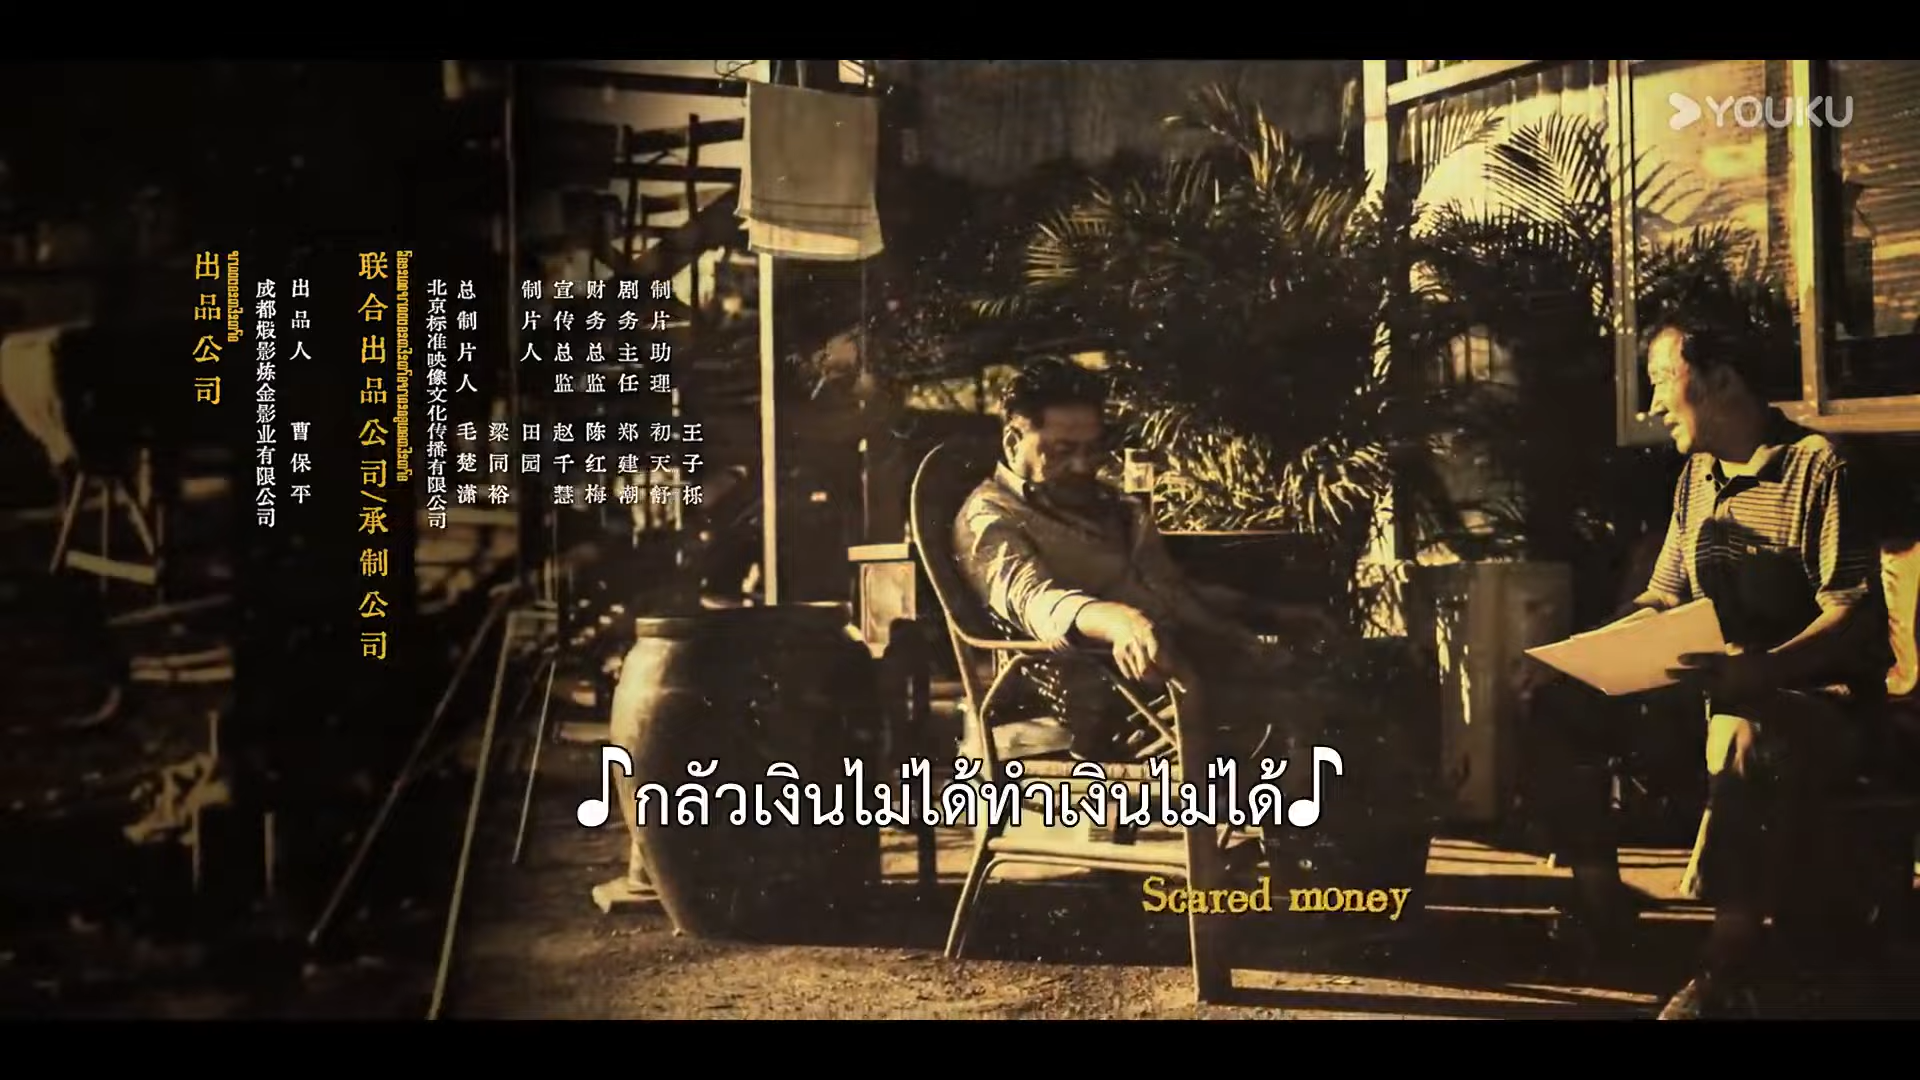 YOUKU
出品公司
成都煆影炼金影业有限公司
出品人 曹保平
联合出品公司/承制公司
北京标准映像文化传播有限公司
总制片人 毛楚潇
梁同裕
制片人 田园
宣传总监 赵千慧
财务总监 陈红梅
剧务主任 郑建潮
制片助理 初天舒
王子栎
♪กลัวเงินไม่ได้ทำเงินไม่ได้♪
Scared money